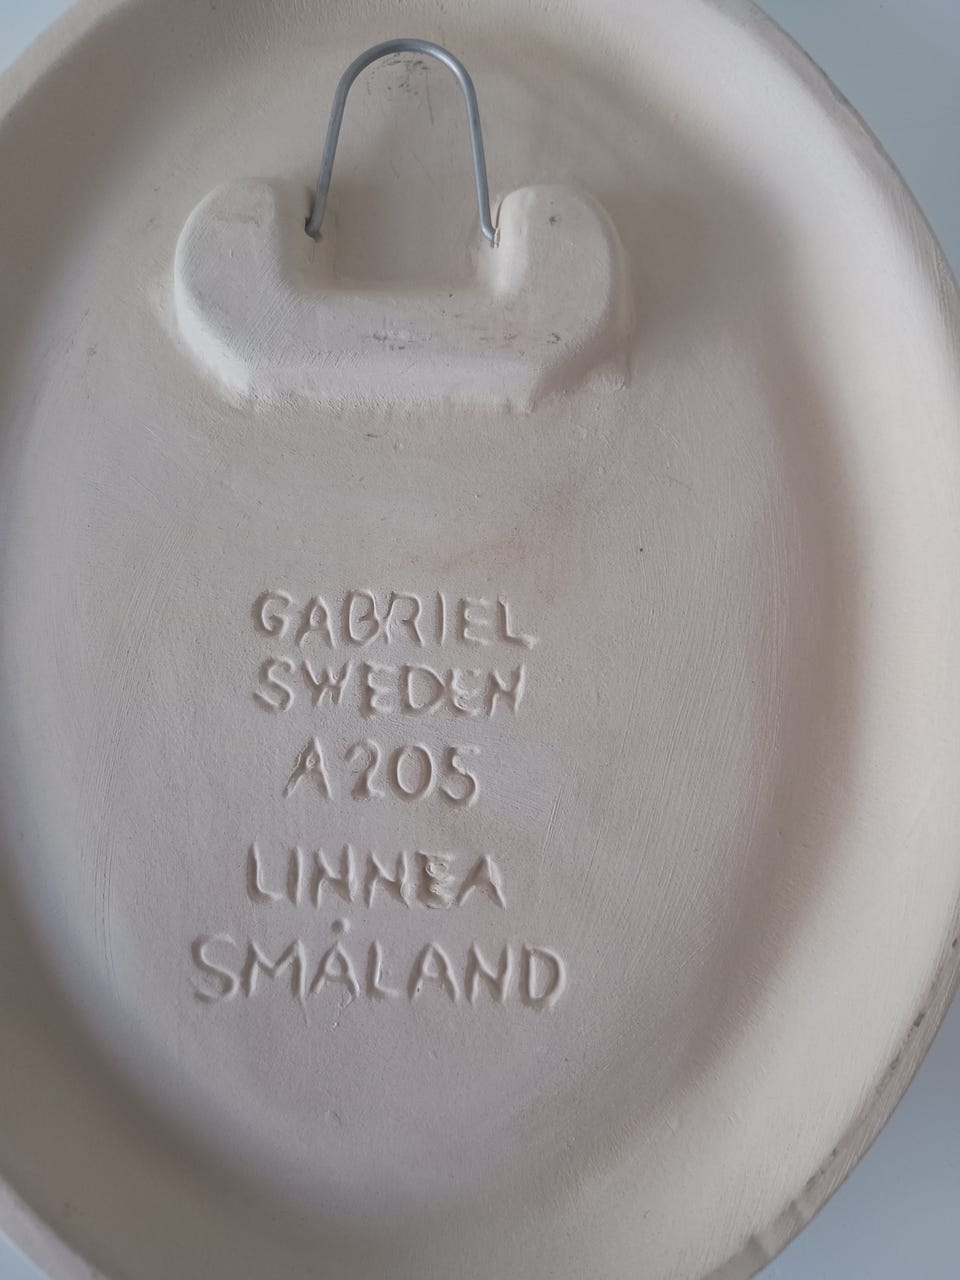 GABRIEL
SWEDEN
A205
LINNEA
SMÅLAND